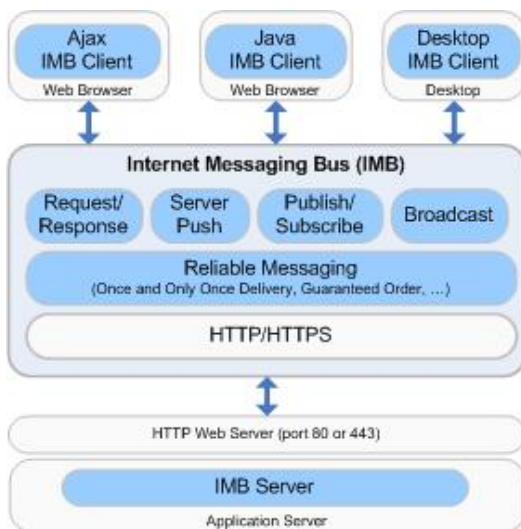 Ajax
IMB Client
Web Browser
Java
IMB Client
Web Browser
Desktop
IMB Client
Desktop
Internet Messaging Bus (IMB)
Request/
Response
Server
Push
Publish/
Subscribe
Broadcast
Reliable Messaging
(Once and Only Once Delivery, Guaranteed Order, ...)
HTTP/HTTPS
HTTP Web Server (port 80 or 443)
IMB Server
Application Server